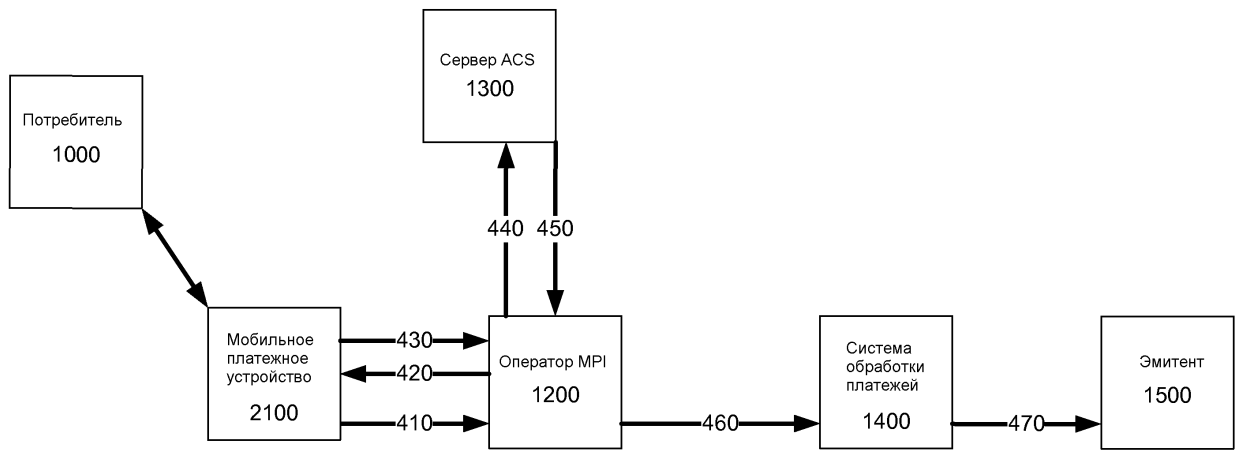 Сервер ACS
1300
Потребитель
1000
440
450
Мобильное
платежное
устройство
2100
430
420
410
Оператор MPI
1200
460
Система
обработки
платежей
1400
470
Эмитент
1500